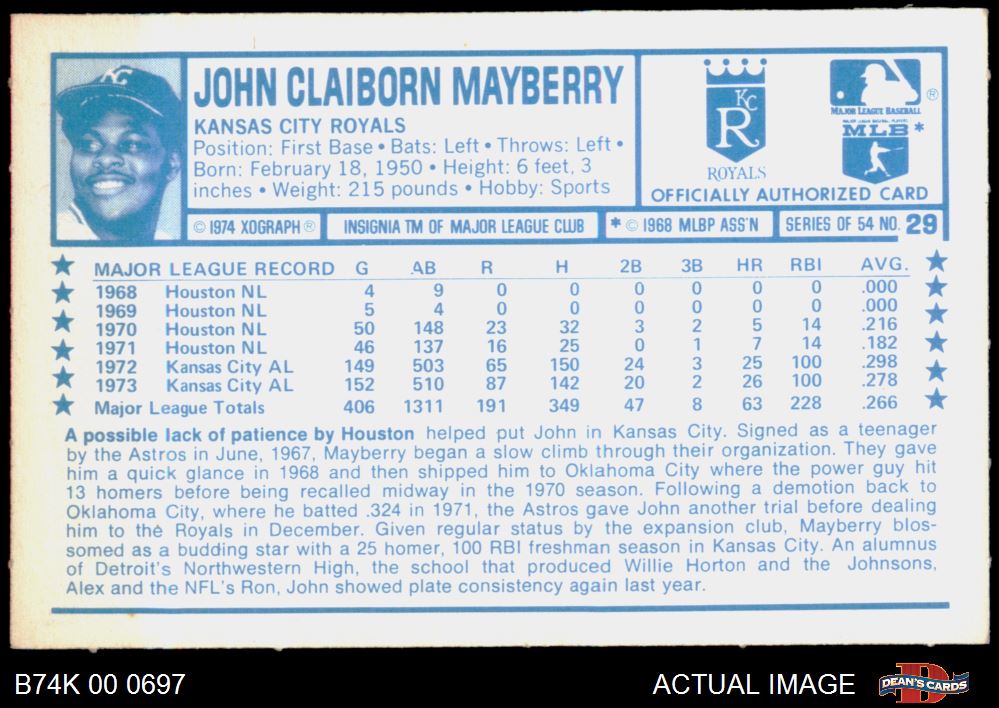 KC
JOHN CLAIBORN MAYBERRY
KANSAS CITY ROYALS
Position: First Base • Bats: Left • Throws: Left •
Born: February 18, 1950 • Height: 6 feet, 3
inches • Weight: 215 pounds • Hobby: Sports
KC
R
ROYALS
®
MAJOR LEAGUE BASEBALL
MLB*
OFFICIALLY AUTHORIZED CARD
© 1974 XOGRAPH ®
INSIGNIA TM OF MAJOR LEAGUE CLUB
* © 1968 MLBP ASS'N
SERIES OF 54 NO. 29
MAJOR LEAGUE RECORD G AB R H 2B 3B HR RBI AVG.
1968 Houston NL 4 9 0 0 0 0 0 0 .000
1969 Houston NL 5 4 0 0 0 0 0 0 .000
1970 Houston NL 50 148 23 32 3 2 5 14 .216
1971 Houston NL 46 137 16 25 0 1 7 14 .182
1972 Kansas City AL 149 503 65 150 24 3 25 100 .298
1973 Kansas City AL 152 510 87 142 20 2 26 100 .278
Major League Totals 406 1311 191 349 47 8 63 228 .266
A possible lack of patience by Houston helped put John in Kansas City. Signed as a teenager
by the Astros in June, 1967, Mayberry began a slow climb through their organization. They gave
him a quick glance in 1968 and then shipped him to Oklahoma City where the power guy hit
13 homers before being recalled midway in the 1970 season. Following a demotion back to
Oklahoma City, where he batted .324 in 1971, the Astros gave John another trial before dealing
him to the Royals in December. Given regular status by the expansion club, Mayberry blos-
somed as a budding star with a 25 homer, 100 RBI freshman season in Kansas City. An alumnus
of Detroit's Northwestern High, the school that produced Willie Horton and the Johnsons,
Alex and the NFL's Ron, John showed plate consistency again last year.
B74K 00 0697
ACTUAL IMAGE
D
DEAN'S CARDS